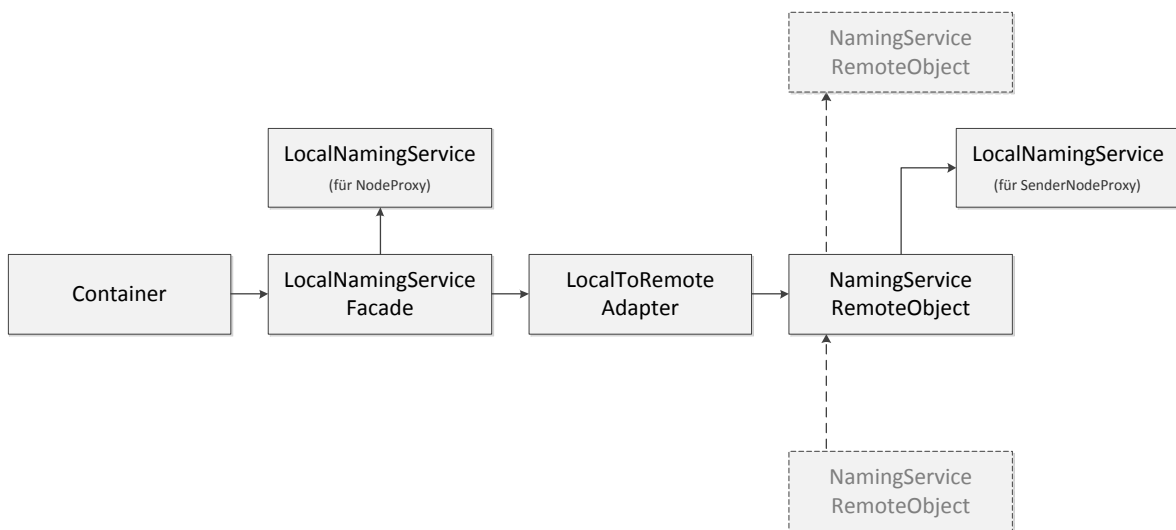 NamingService
RemoteObject
LocalNamingService
(für NodeProxy)
LocalNamingService
(für SenderNodeProxy)
Container
LocalNamingService
Facade
LocalToRemote
Adapter
NamingService
RemoteObject
NamingService
RemoteObject